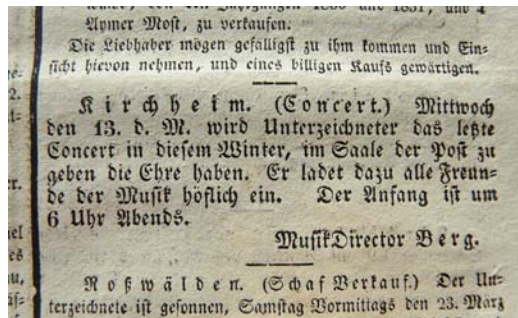 und 4
Aymer Most, zu verkaufen.
Die Liebhaber mögen gefälligst zu ihm kommen und Ein=
sicht hievon nehmen, und eines billigen Kaufs gewärtigen.
Kirchheim. (Concert.) Mittwoch
den 13. d. M. wird Unterzeichneter das letzte
Concert in diesem Winter, im Saale der Post zu
geben die Ehre haben. Er ladet dazu alle Freun=
de der Musik höflich ein. Der Anfang ist um
6 Uhr Abends.
MusikDirector Berg.
Roßwälden. (Schaf Verkauf.) Der Un=
terzeichnete ist gesonnen, Samstag Vormittags den 23. März